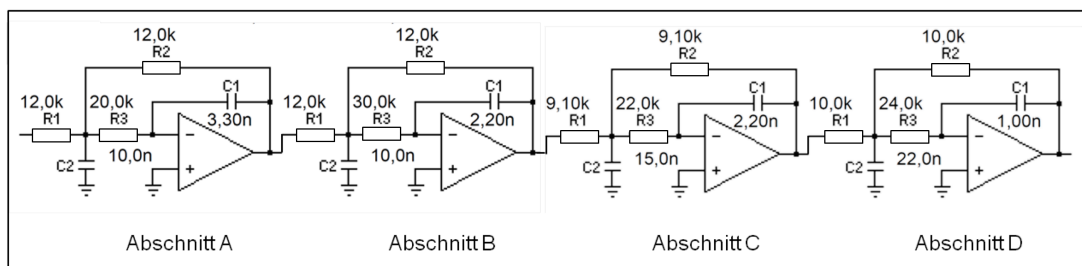 12,0k
R2
12,0k
R1
20,0k
R3
C1
3,30n
C2
10,0n
−
+
Abschnitt A
12,0k
R2
12,0k
R1
30,0k
R3
C1
2,20n
C2
10,0n
−
+
Abschnitt B
9,10k
R2
9,10k
R1
22,0k
R3
C1
2,20n
C2
15,0n
−
+
Abschnitt C
10,0k
R2
10,0k
R1
24,0k
R3
C1
1,00n
C2
22,0n
−
+
Abschnitt D